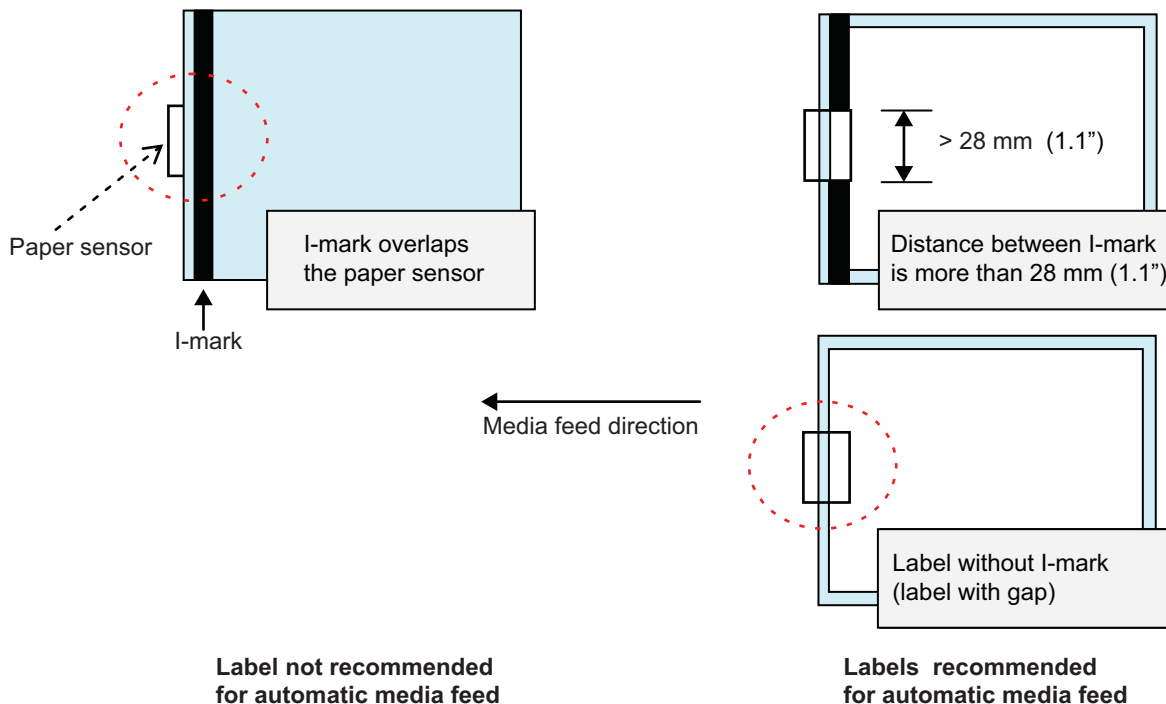 Paper sensor
I-mark overlaps
the paper sensor
I-mark
> 28 mm  (1.1”)
Distance between I-mark
is more than 28 mm (1.1”)
Media feed direction
Label without I-mark
(label with gap)
Label not recommended
for automatic media feed
Labels  recommended
for automatic media feed